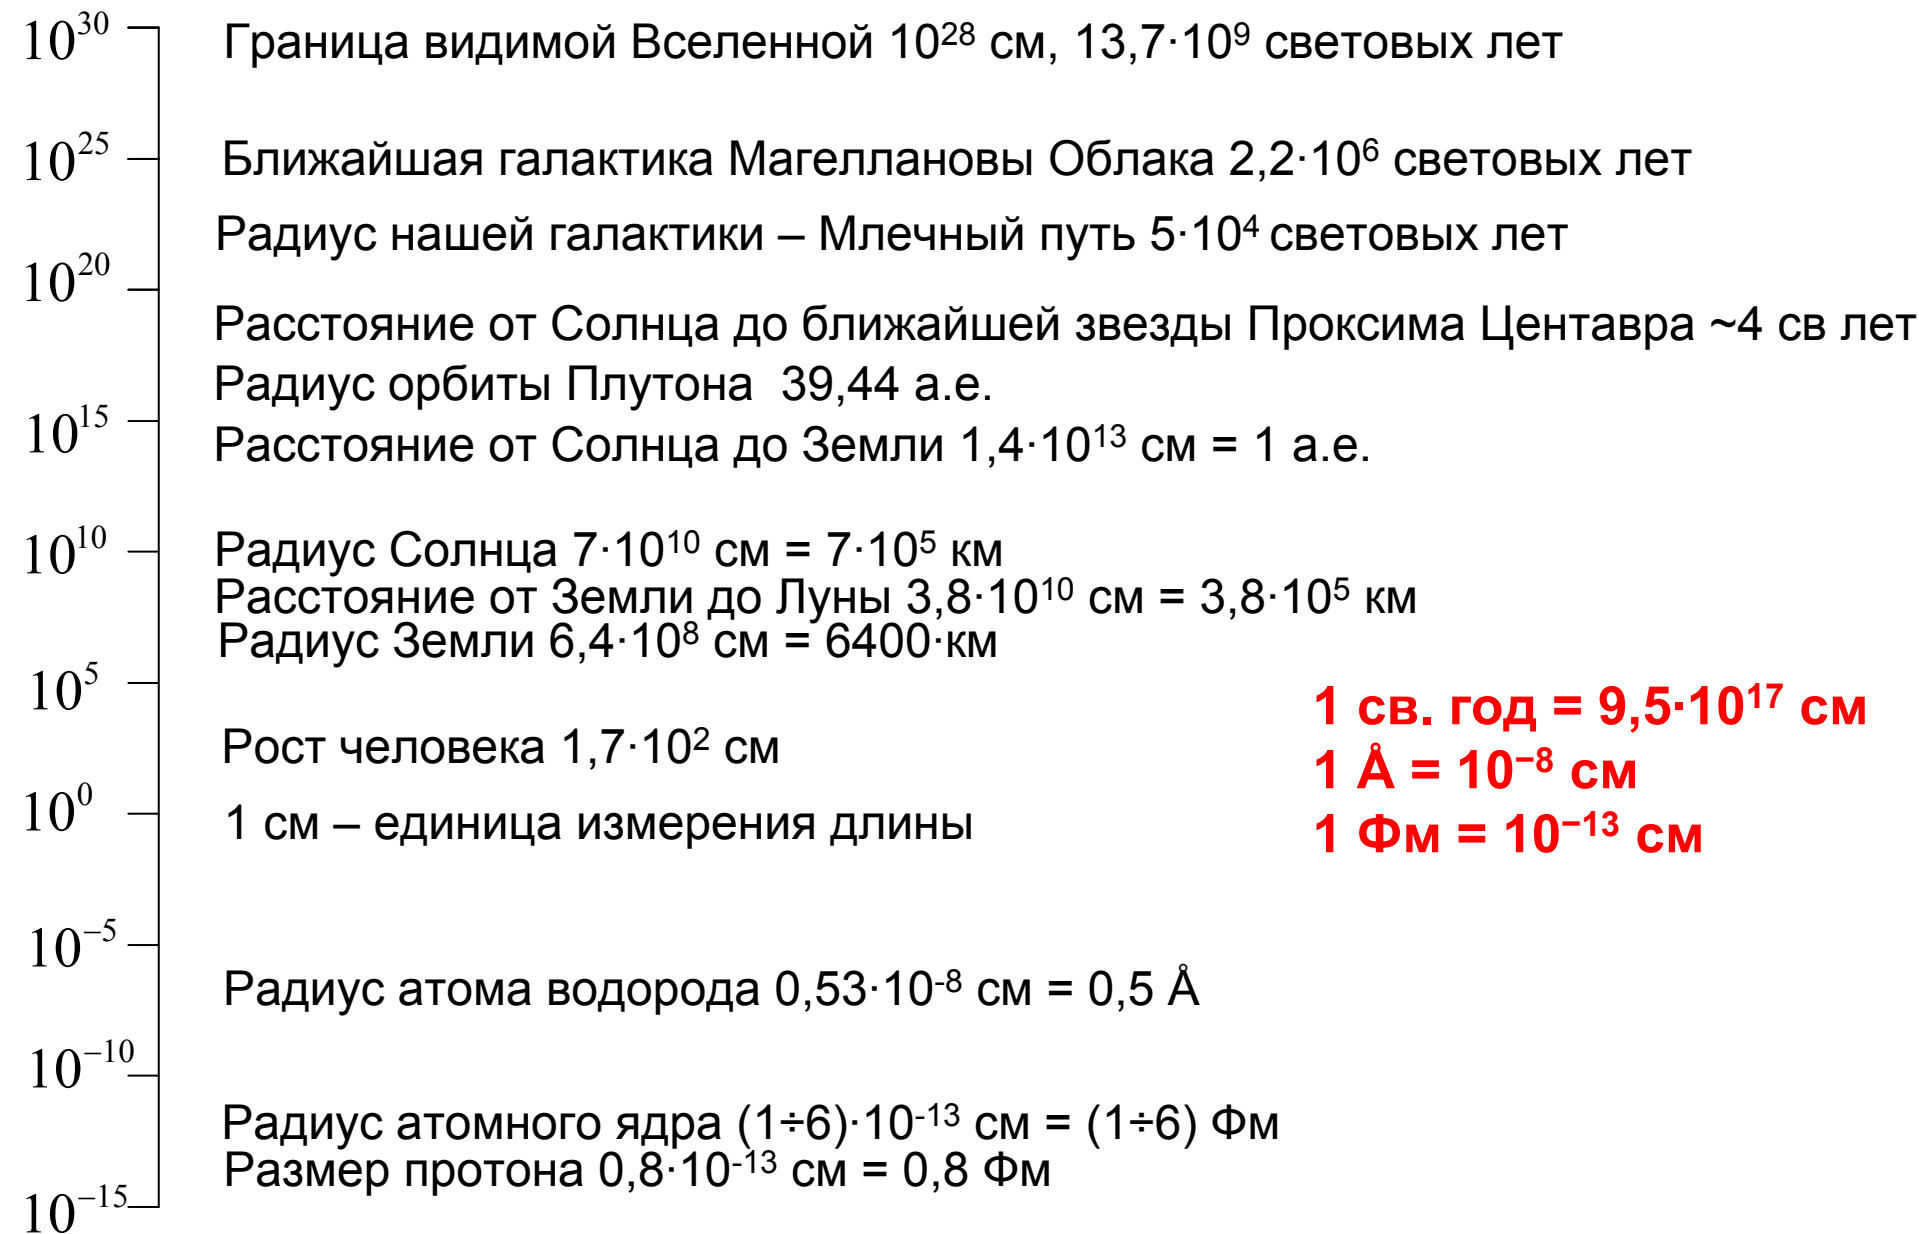 10³⁰ Граница видимой Вселенной 10²⁸ см, 13,7·10⁹ световых лет
10²⁵ Ближайшая галактика Магеллановы Облака 2,2·10⁶ световых лет
Радиус нашей галактики – Млечный путь 5·10⁴ световых лет
10²⁰
Расстояние от Солнца до ближайшей звезды Проксима Центавра ~4 св лет
Радиус орбиты Плутона 39,44 а.е.
10¹⁵ Расстояние от Солнца до Земли 1,4·10¹³ см = 1 а.е.
10¹⁰ Радиус Солнца 7·10¹⁰ см = 7·10⁵ км
Расстояние от Земли до Луны 3,8·10¹⁰ см = 3,8·10⁵ км
Радиус Земли 6,4·10⁸ см = 6400·км
10⁵
1 св. год = 9,5·10¹⁷ см
Рост человека 1,7·10² см
1 Å = 10⁻⁸ см
10⁰ 1 см – единица измерения длины
1 Фм = 10⁻¹³ см
10⁻⁵
Радиус атома водорода 0,53·10⁻⁸ см = 0,5 Å
10⁻¹⁰
Радиус атомного ядра (1÷6)·10⁻¹³ см = (1÷6) Фм
Размер протона 0,8·10⁻¹³ см = 0,8 Фм
10⁻¹⁵